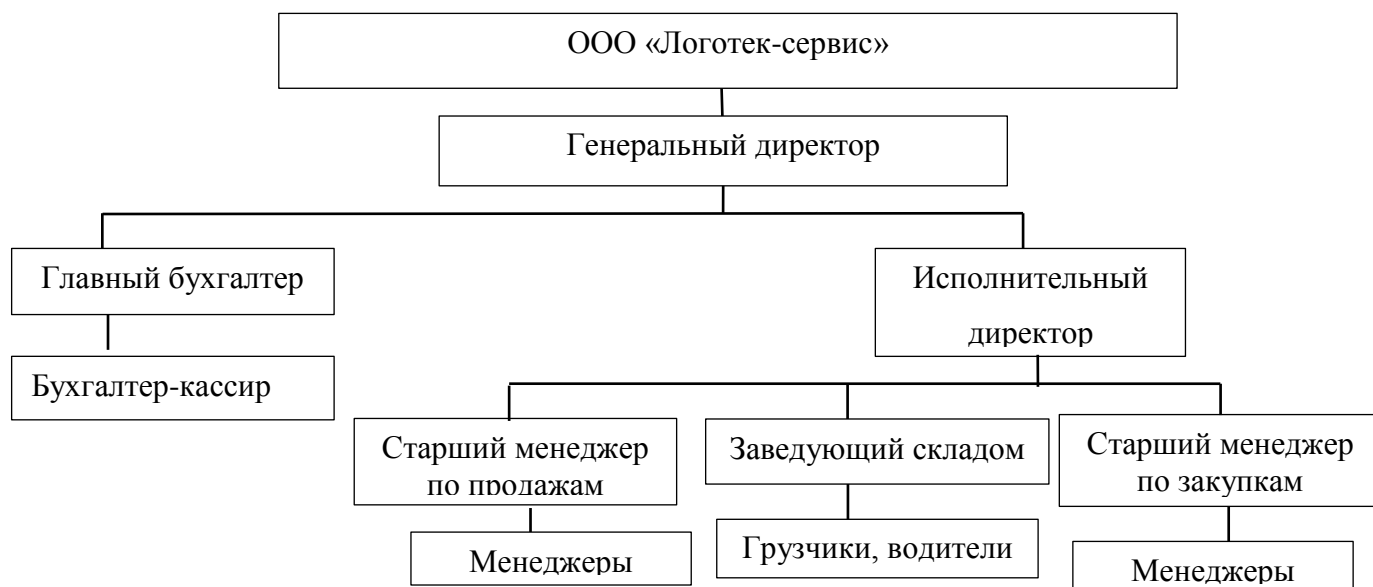 ООО «Логотек-сервис»
Генеральный директор
Главный бухгалтер
Исполнительный
директор
Бухгалтер-кассир
Старший менеджер
по продажам
Заведующий складом
Старший менеджер
по закупкам
Менеджеры
Грузчики, водители
Менеджеры